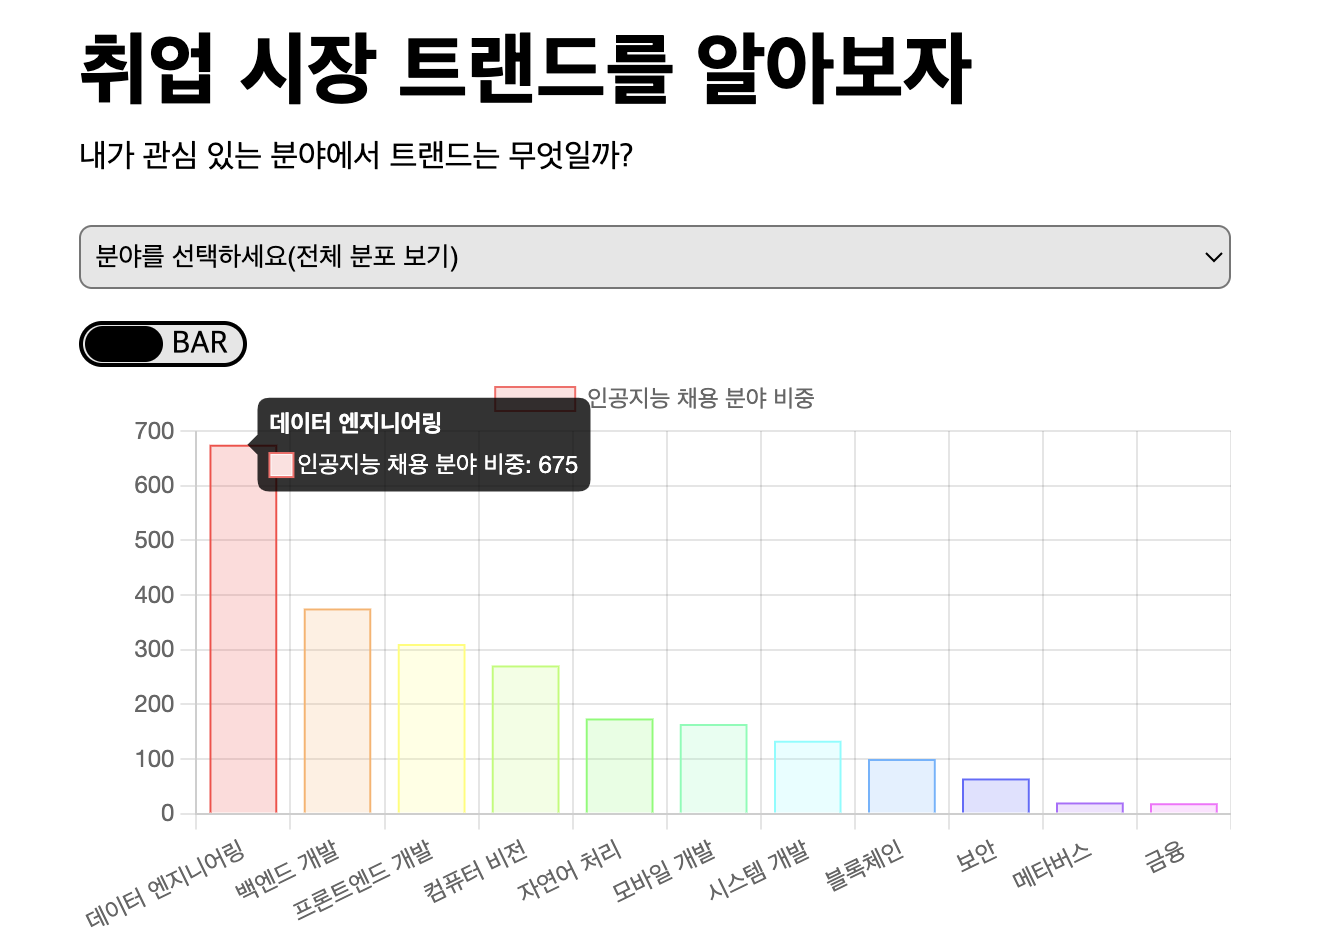 취업 시장 트랜드를 알아보자
내가 관심 있는 분야에서 트랜드는 무엇일까?
분야를 선택하세요(전체 분포 보기)
BAR
인공지능 채용 분야 비중
데이터 엔지니어링
인공지능 채용 분야 비중: 675
700
600
500
400
300
200
100
0
데이터 엔지니어링
백엔드 개발
프론트엔드 개발
컴퓨터 비전
자연어 처리
모바일 개발
시스템 개발
블록체인
보안
메타버스
금융